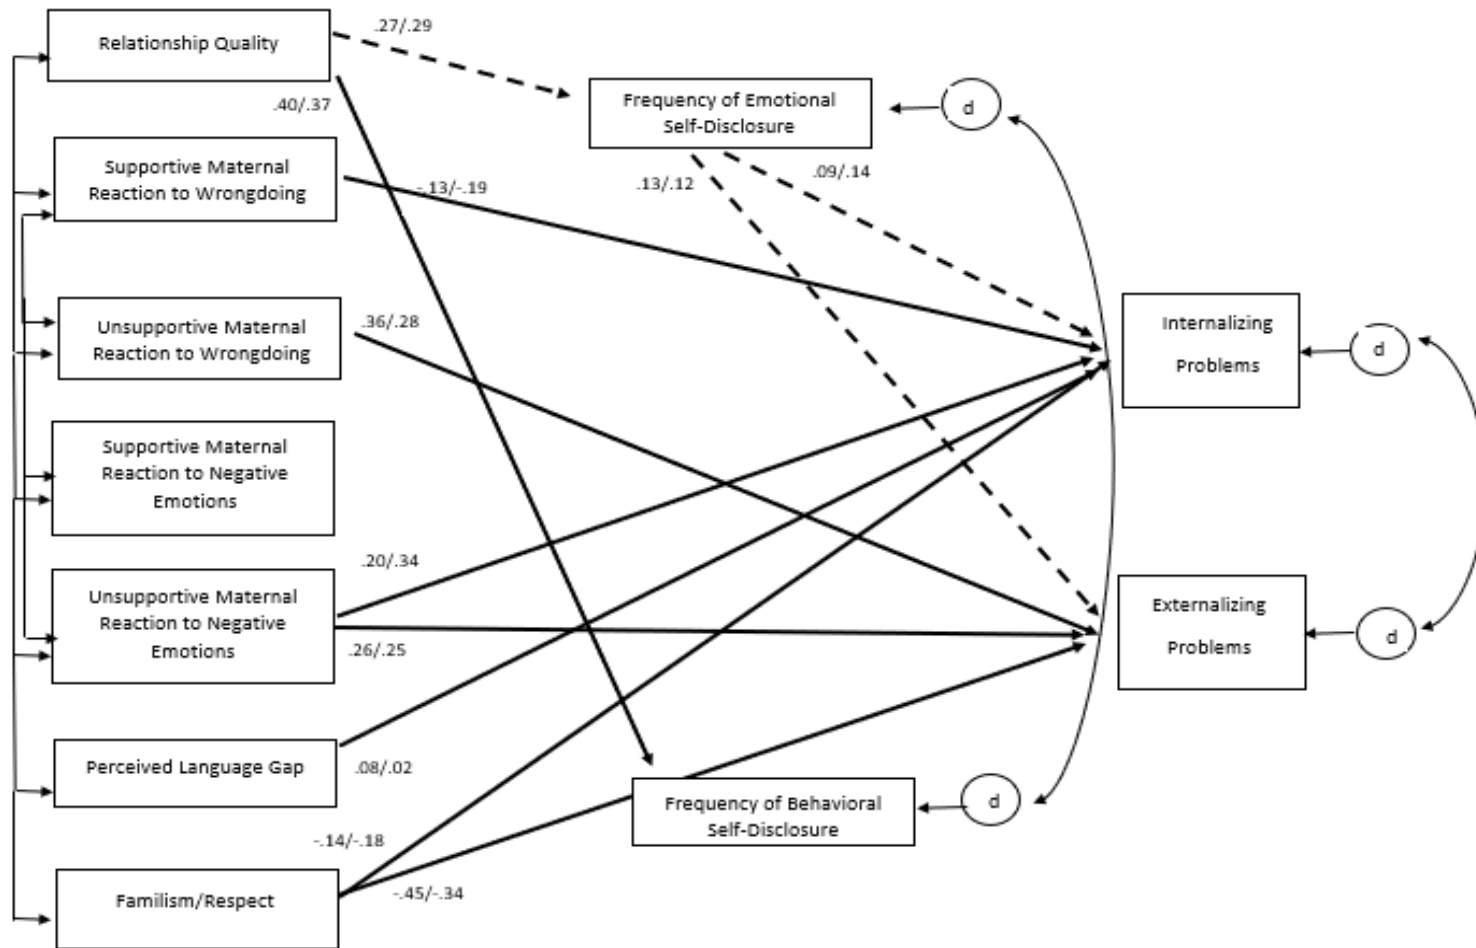 Relationship Quality
.27/.29
.40/.37
Frequency of Emotional
Self-Disclosure
d
Supportive Maternal
Reaction to Wrongdoing
-.13/-.19
.13/.12
.09/.14
Unsupportive Maternal
Reaction to Wrongdoing
.36/.28
Internalizing
Problems
d
Supportive Maternal
Reaction to Negative
Emotions
Unsupportive Maternal
Reaction to Negative
Emotions
.20/.34
.26/.25
Externalizing
Problems
d
Perceived Language Gap
.08/.02
Frequency of Behavioral
Self-Disclosure
d
-.14/-.18
Familism/Respect
-.45/-.34